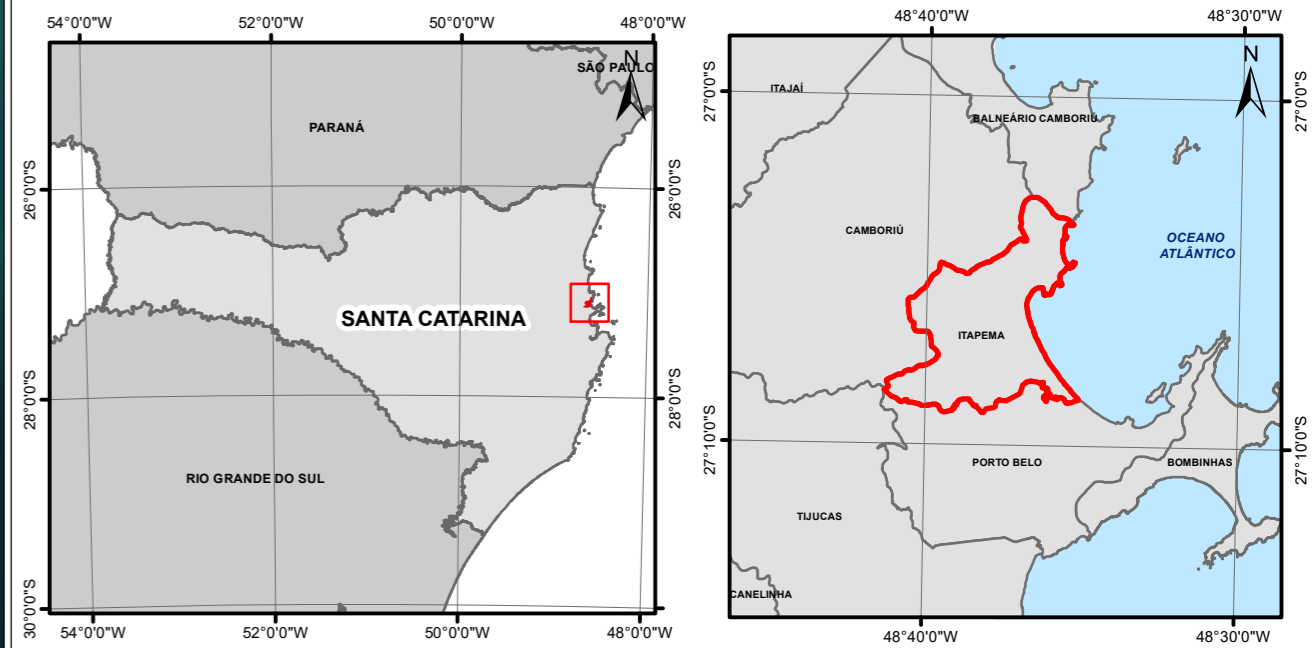 54°0'0"W
52°0'0"W
50°0'0"W
48°0'0"W
N
SÃO PAULO
PARANÁ
26°0'0"S
26°0'0"S
SANTA CATARINA
28°0'0"S
28°0'0"S
RIO GRANDE DO SUL
30°0'0"S
30°0'0"S
54°0'0"W
52°0'0"W
50°0'0"W
48°0'0"W
48°40'0"W
48°30'0"W
N
27°0'0"S
27°0'0"S
ITAJAÍ
BALNEÁRIO CAMBORIÚ
CAMBORIÚ
OCEANO
ATLÂNTICO
ITAPEMA
27°10'0"S
27°10'0"S
PORTO BELO
BOMBINHAS
TIJUCAS
CANELINHA
48°40'0"W
48°30'0"W